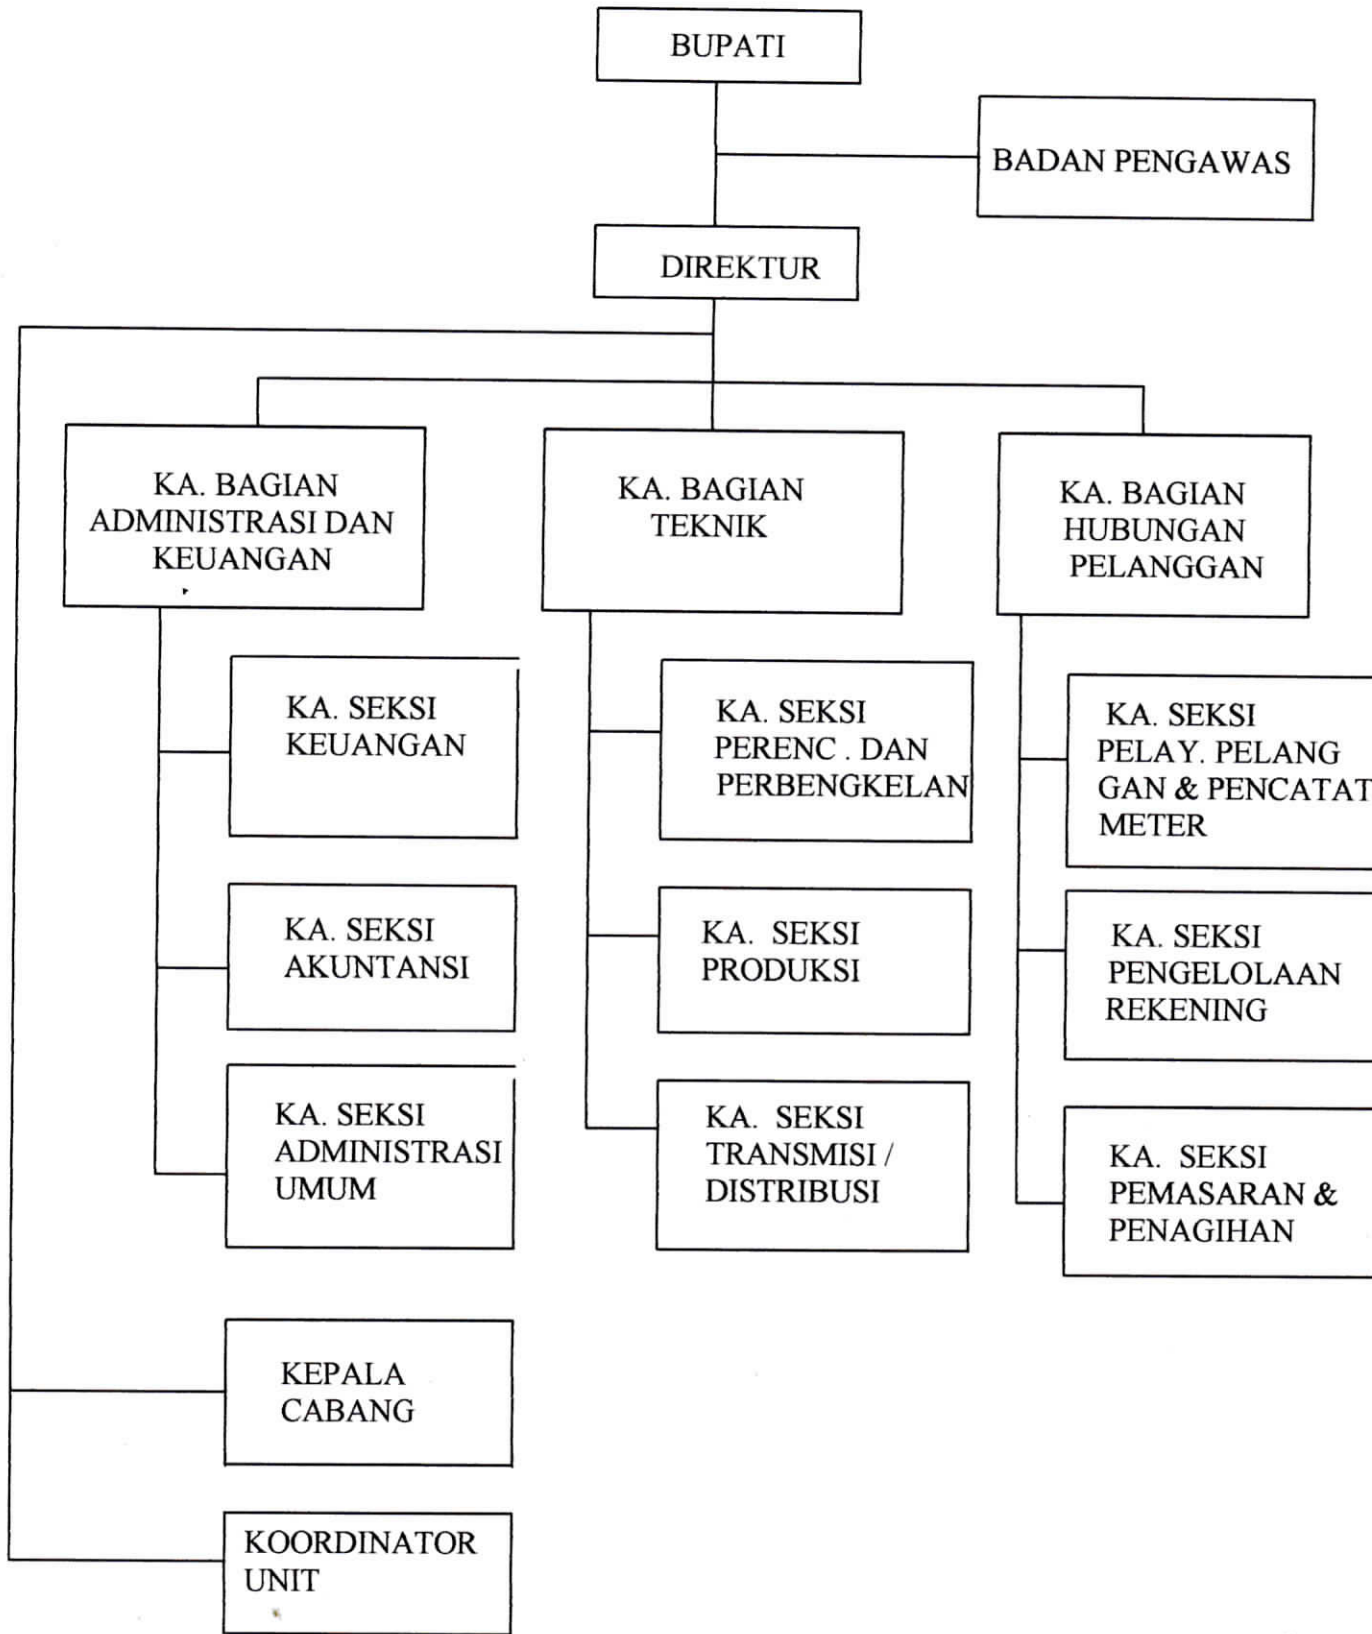 BUPATI
BADAN PENGAWAS
DIREKTUR
KA. BAGIAN
ADMINISTRASI DAN
KEUANGAN
KA. BAGIAN
TEKNIK
KA. BAGIAN
HUBUNGAN
PELANGGAN
KA. SEKSI
KEUANGAN
KA. SEKSI
AKUNTANSI
KA. SEKSI
ADMINISTRASI
UMUM
KA. SEKSI
PERENC . DAN
PERBENGKELAN
KA. SEKSI
PRODUKSI
KA. SEKSI
TRANSMISI /
DISTRIBUSI
KA. SEKSI
PELAY. PELANG
GAN & PENCATAT
METER
KA. SEKSI
PENGELOLAAN
REKENING
KA. SEKSI
PEMASARAN &
PENAGIHAN
KEPALA
CABANG
KOORDINATOR
UNIT